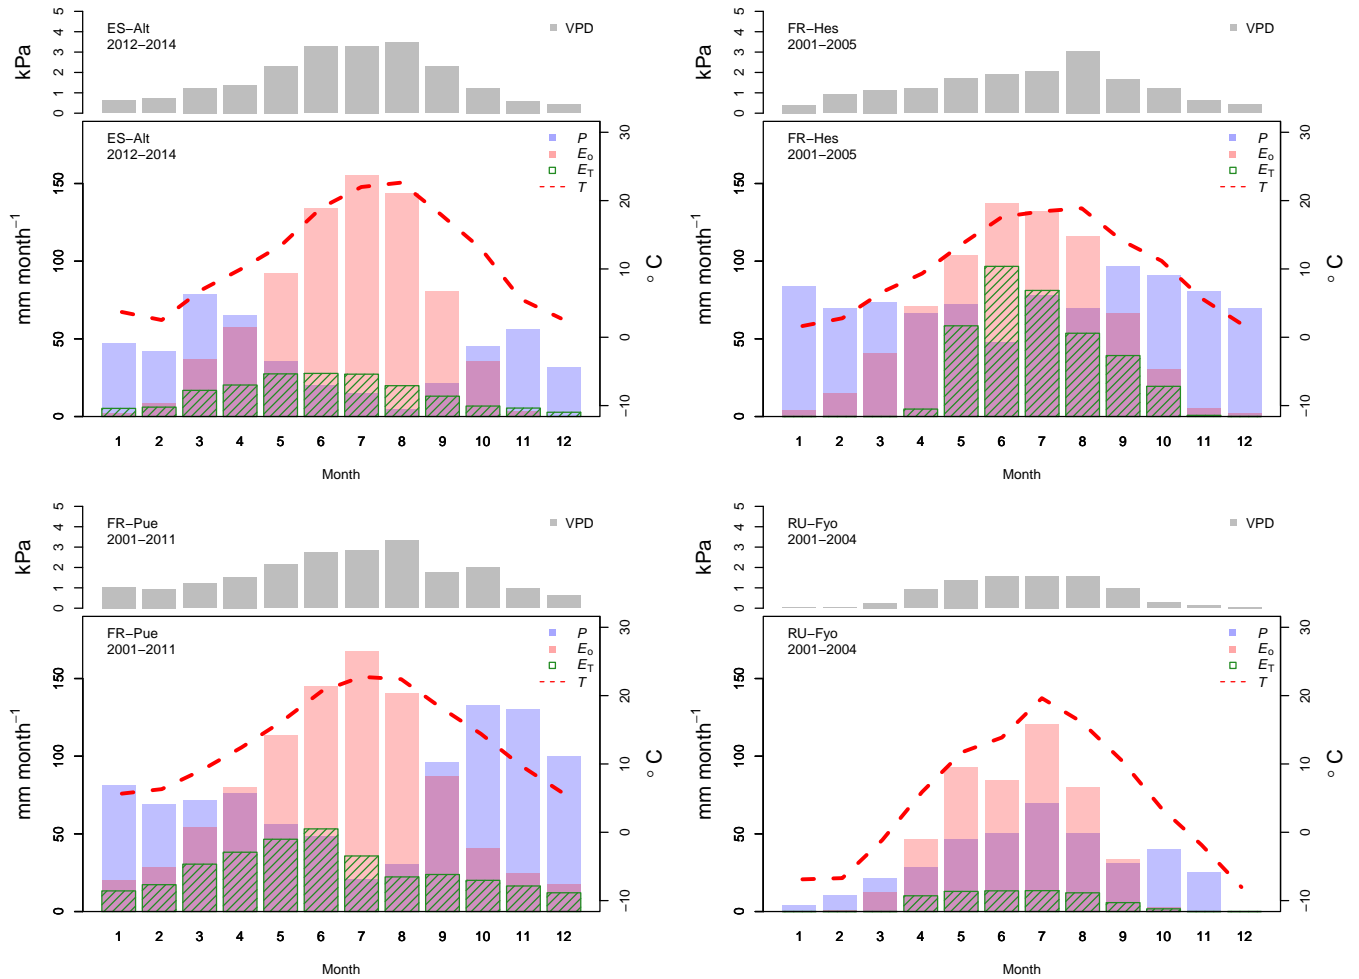 ES−Alt
2012−2014
VPD
kPa
0 1 2 3 4 5
ES−Alt
2012−2014
P
Eo
ET
T
mm month−1
0 50 100 150
° C
−10 0 10 20 30
1 2 3 4 5 6 7 8 9 10 11 12
Month
FR−Hes
2001−2005
VPD
kPa
0 1 2 3 4 5
FR−Hes
2001−2005
P
Eo
ET
T
mm month−1
0 50 100 150
° C
−10 0 10 20 30
1 2 3 4 5 6 7 8 9 10 11 12
Month
FR−Pue
2001−2011
VPD
kPa
0 1 2 3 4 5
FR−Pue
2001−2011
P
Eo
ET
T
mm month−1
0 50 100 150
° C
−10 0 10 20 30
1 2 3 4 5 6 7 8 9 10 11 12
Month
RU−Fyo
2001−2004
VPD
kPa
0 1 2 3 4 5
RU−Fyo
2001−2004
P
Eo
ET
T
mm month−1
0 50 100 150
° C
−10 0 10 20 30
1 2 3 4 5 6 7 8 9 10 11 12
Month